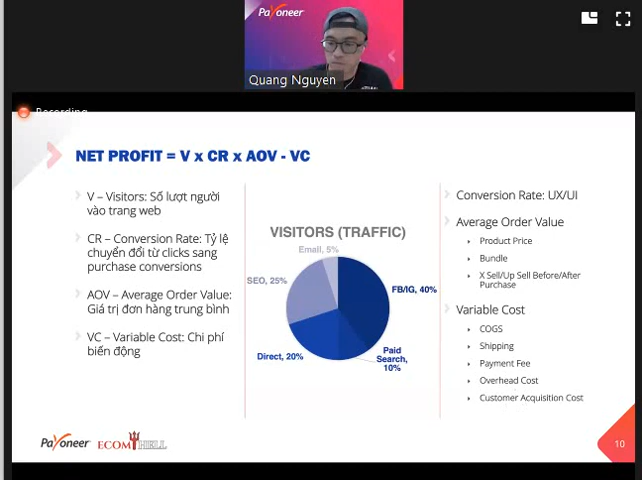 Payoneer
Quang Nguyen
Recording
NET PROFIT = V x CR x AOV - VC
V – Visitors: Số lượt người
vào trang web
CR – Conversion Rate: Tỷ lệ
chuyển đổi từ clicks sang
purchase conversions
AOV – Average Order Value:
Giá trị đơn hàng trung bình
VC – Variable Cost: Chi phí
biến động
VISITORS (TRAFFIC)
Email, 5%
SEO, 25%
FB/IG, 40%
Direct, 20%
Paid
Search,
10%
Conversion Rate: UX/UI
Average Order Value
Product Price
Bundle
X Sell/Up Sell Before/After
Purchase
Variable Cost
COGS
Shipping
Payment Fee
Overhead Cost
Customer Acquisition Cost
Payoneer ECOM HELL
10